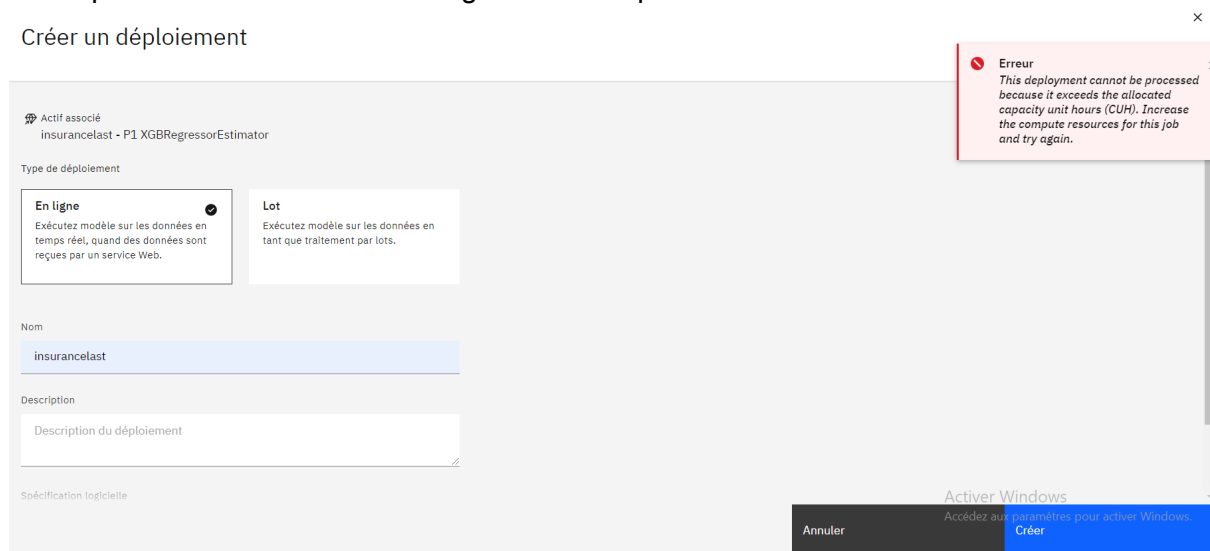 Créer un déploiement
×
Erreur
This deployment cannot be processed
because it exceeds the allocated
capacity unit hours (CUH). Increase
the compute resources for this job
and try again.
Actif associé
insurancelast - P1 XGBRegressorEstimator
Type de déploiement
En ligne
Exécutez modèle sur les données en
temps réel, quand des données sont
reçues par un service Web.
Lot
Exécutez modèle sur les données en
tant que traitement par lots.
Nom
insurancelast
Description
Description du déploiement
Spécification logicielle
Activer Windows
Accédez aux paramètres pour activer Windows.
Annuler
Créer